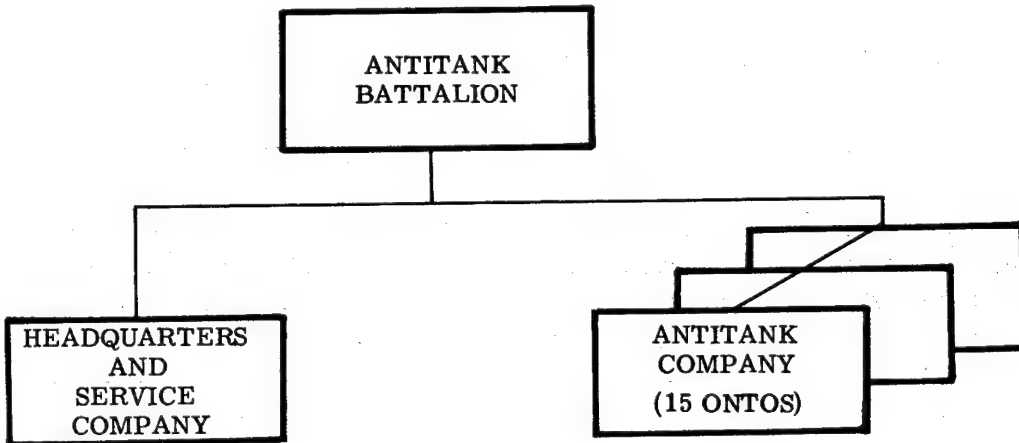 ANTITANK
BATTALION
HEADQUARTERS
AND
SERVICE
COMPANY
ANTITANK
COMPANY
(15 ONTOS)